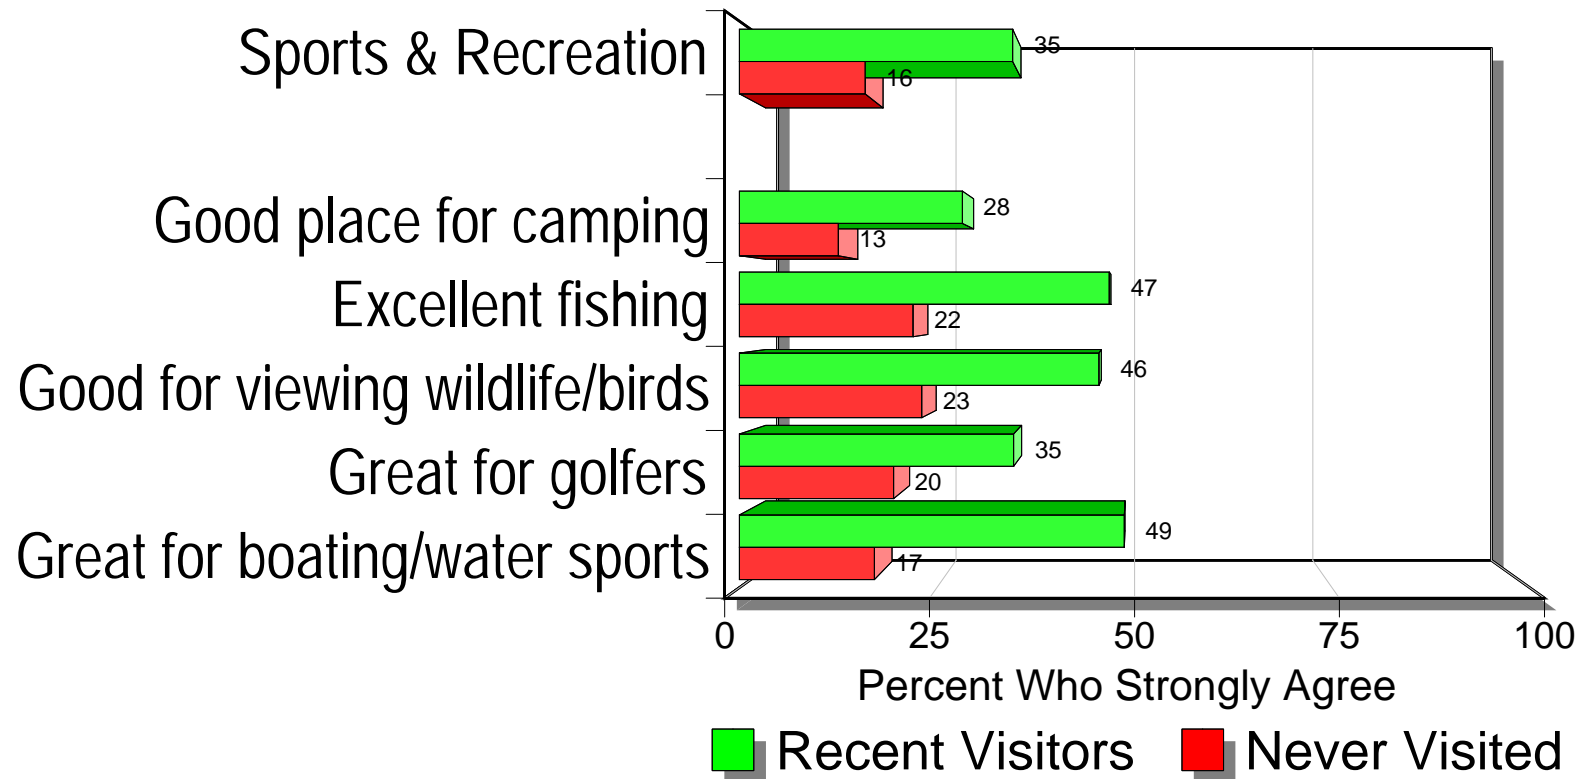 Sports & Recreation
35
16
Good place for camping
28
13
Excellent fishing
47
22
Good for viewing wildlife/birds
46
23
Great for golfers
35
20
Great for boating/water sports
49
17
0 25 50 75 100
Percent Who Strongly Agree
Recent Visitors Never Visited